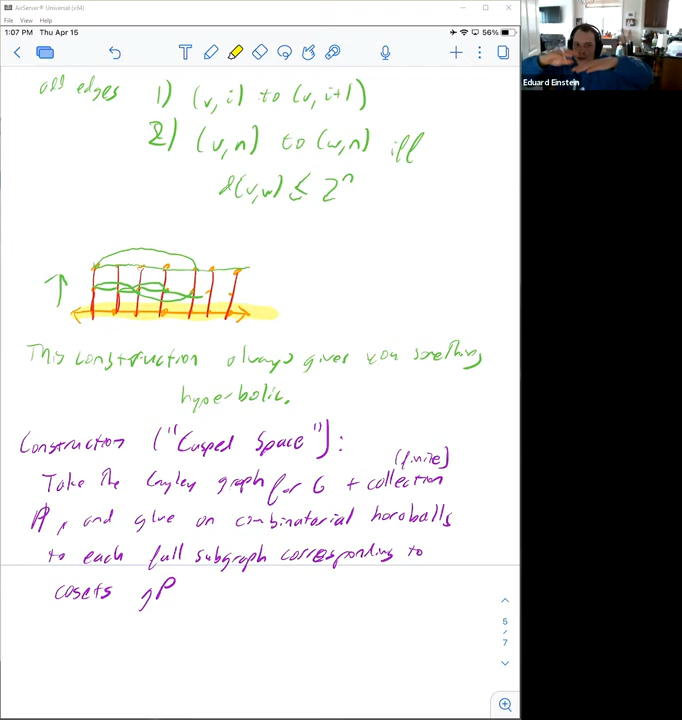 AirServer® Universal (x64)
File View Help
1:07 PM Thu Apr 15
56%
add edges 1) (v, i) to (v, i+1)
2) (v, n) to (w, n) iff
d(v,w) ≤ 2^n
This construction always gives you something
hyperbolic.
Construction ("Cusped Space"):
(finite)
Take the Cayley graph for G + collection
P, and glue on combinatorial horoballs
to each full subgraph corresponding to
cosets gP
5
/
7
Eduard Einstein